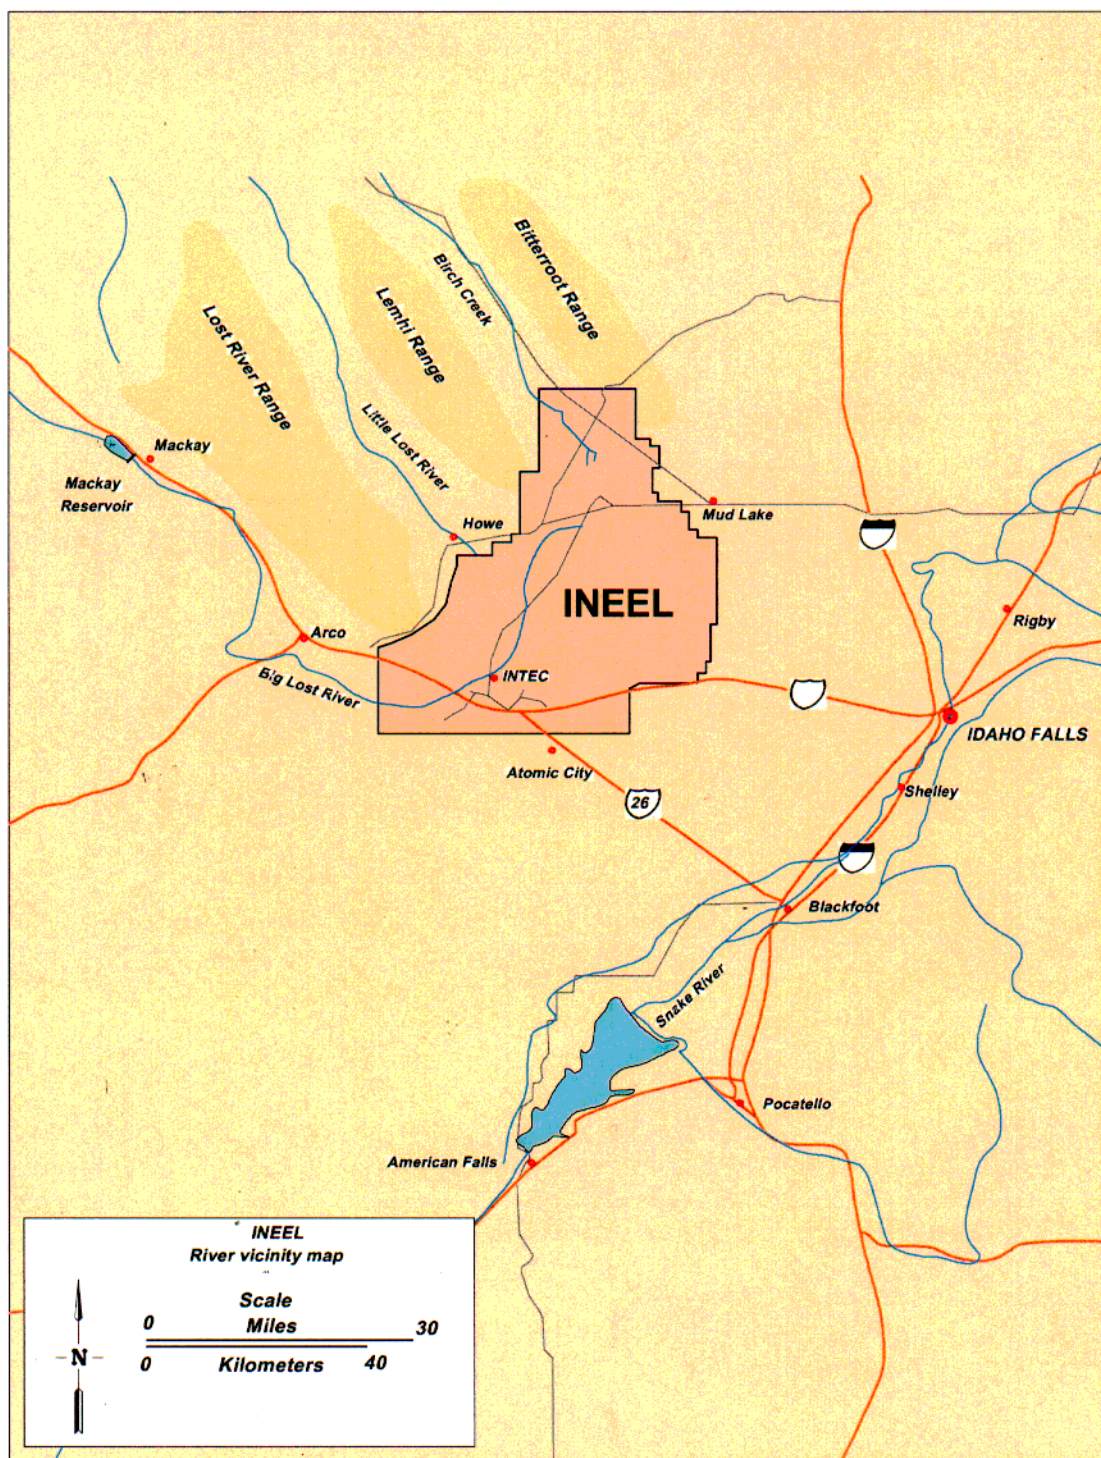 Bitterroot Range
Birch Creek
Lemhi Range
Lost River Range
Little Lost River
Mackay
Mackay
Reservoir
Howe
Mud Lake
INEEL
Rigby
Arco
INTEC
Big Lost River
IDAHO FALLS
Atomic City
Shelley
26
Blackfoot
Snake River
Pocatello
American Falls
INEEL
River vicinity map
Scale
0 Miles 30
0 Kilometers 40
N